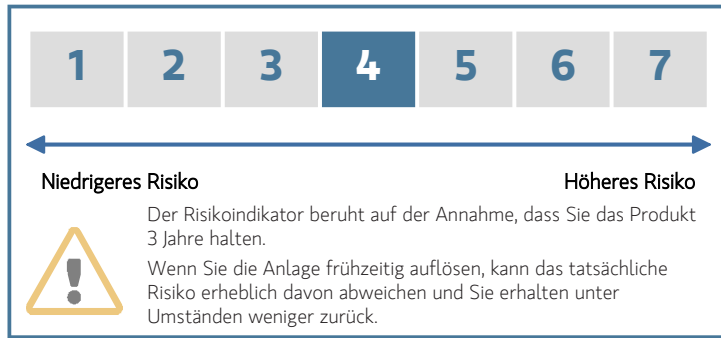 1 2 3 4 5 6 7
Niedrigeres Risiko Höheres Risiko
Der Risikoindikator beruht auf der Annahme, dass Sie das Produkt
3 Jahre halten.
Wenn Sie die Anlage frühzeitig auflösen, kann das tatsächliche
Risiko erheblich davon abweichen und Sie erhalten unter
Umständen weniger zurück.